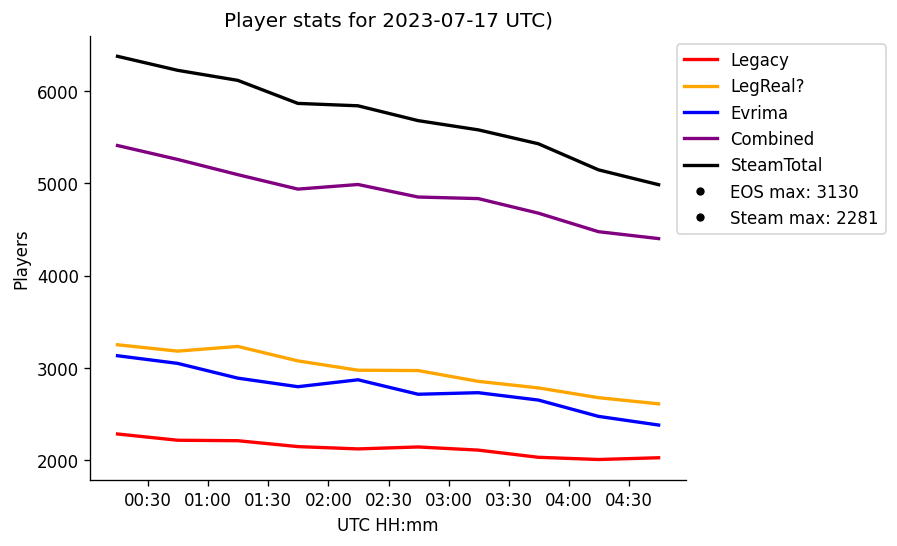 Player stats for 2023-07-17 UTC)
Legacy
LegReal?
Evrima
Combined
SteamTotal
EOS max: 3130
Steam max: 2281
Players
6000
5000
4000
3000
2000
00:30 01:00 01:30 02:00 02:30 03:00 03:30 04:00 04:30
UTC HH:mm